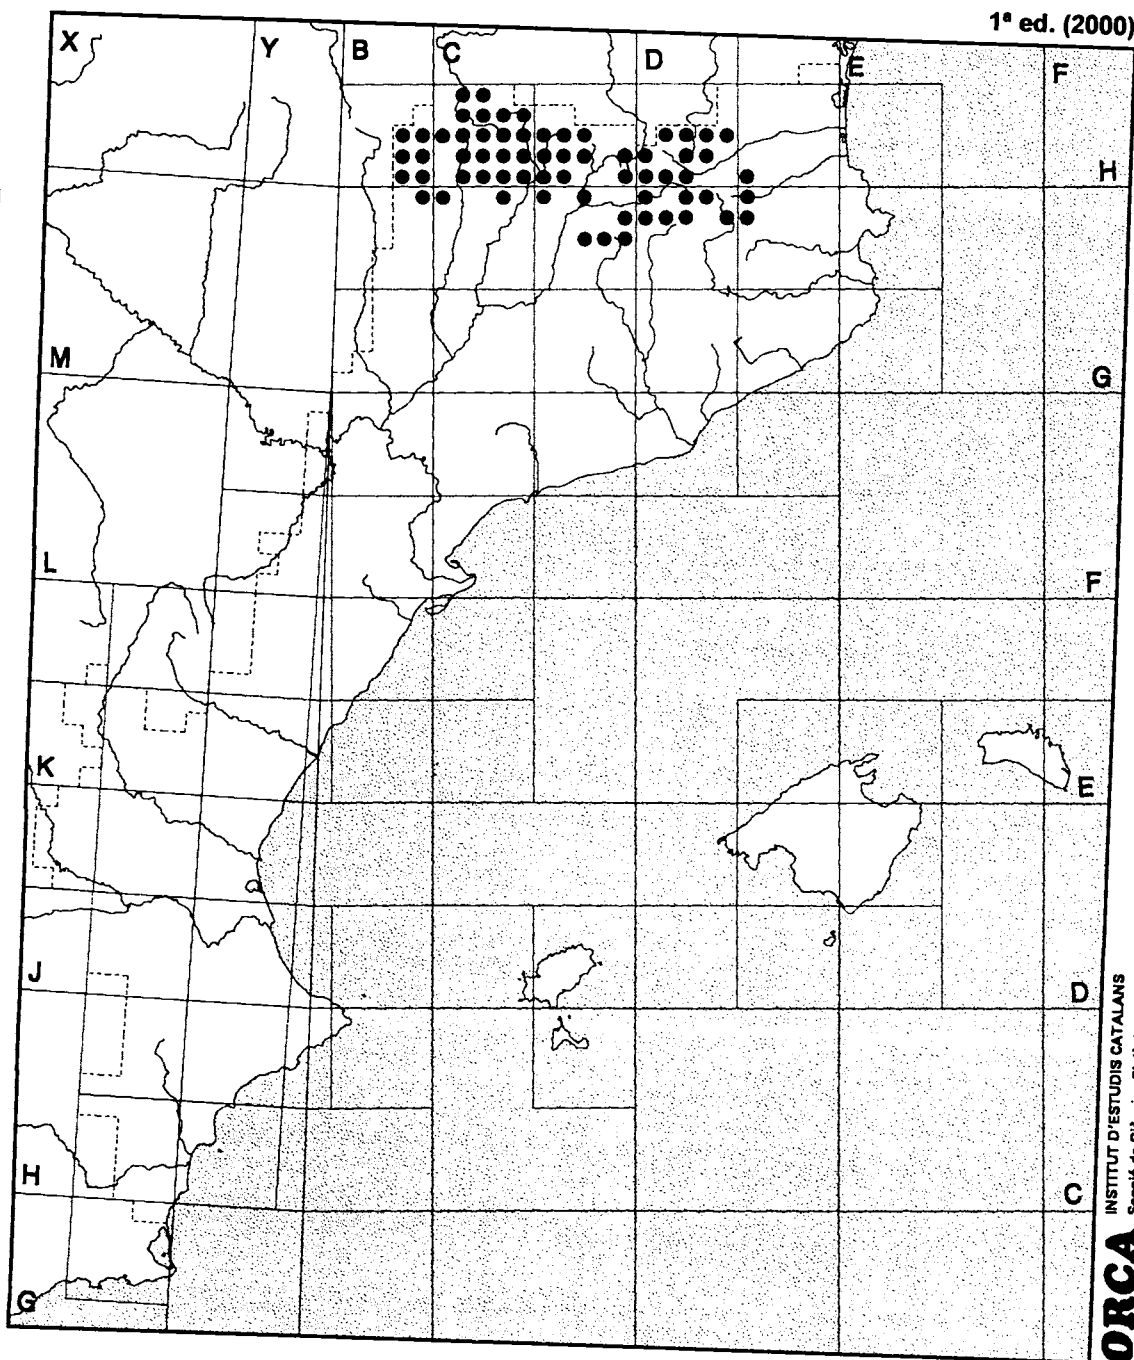 1ª ed. (2000)
X
Y
B
C
D
E
F
H
M
G
L
F
K
E
J
D
H
C
G
INSTITUT D'ESTUDIS CATALANS
ORCA